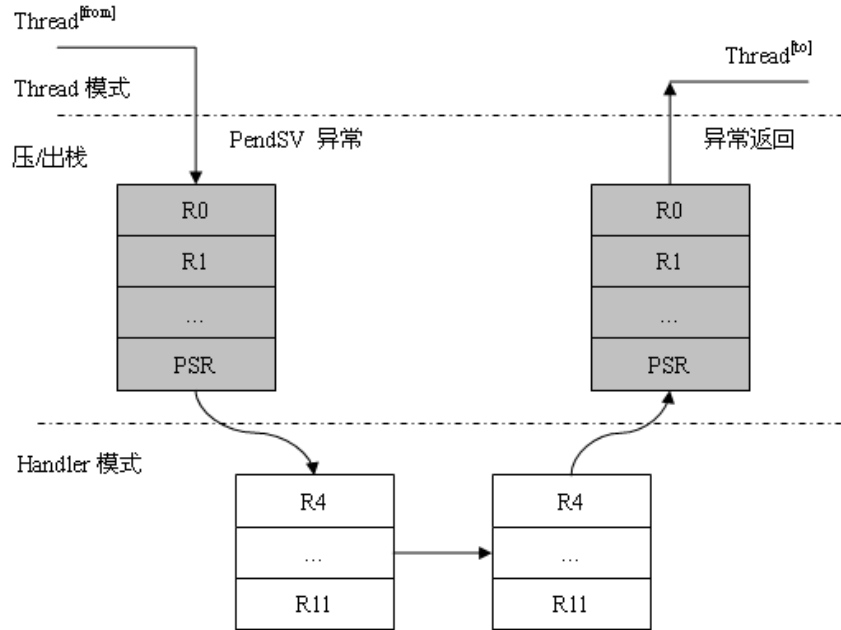 Thread[from]
Thread[to]
Thread 模式
PendSV 异常
异常返回
压/出栈
R0
R1
...
PSR
R0
R1
...
PSR
Handler 模式
R4
...
R11
R4
...
R11